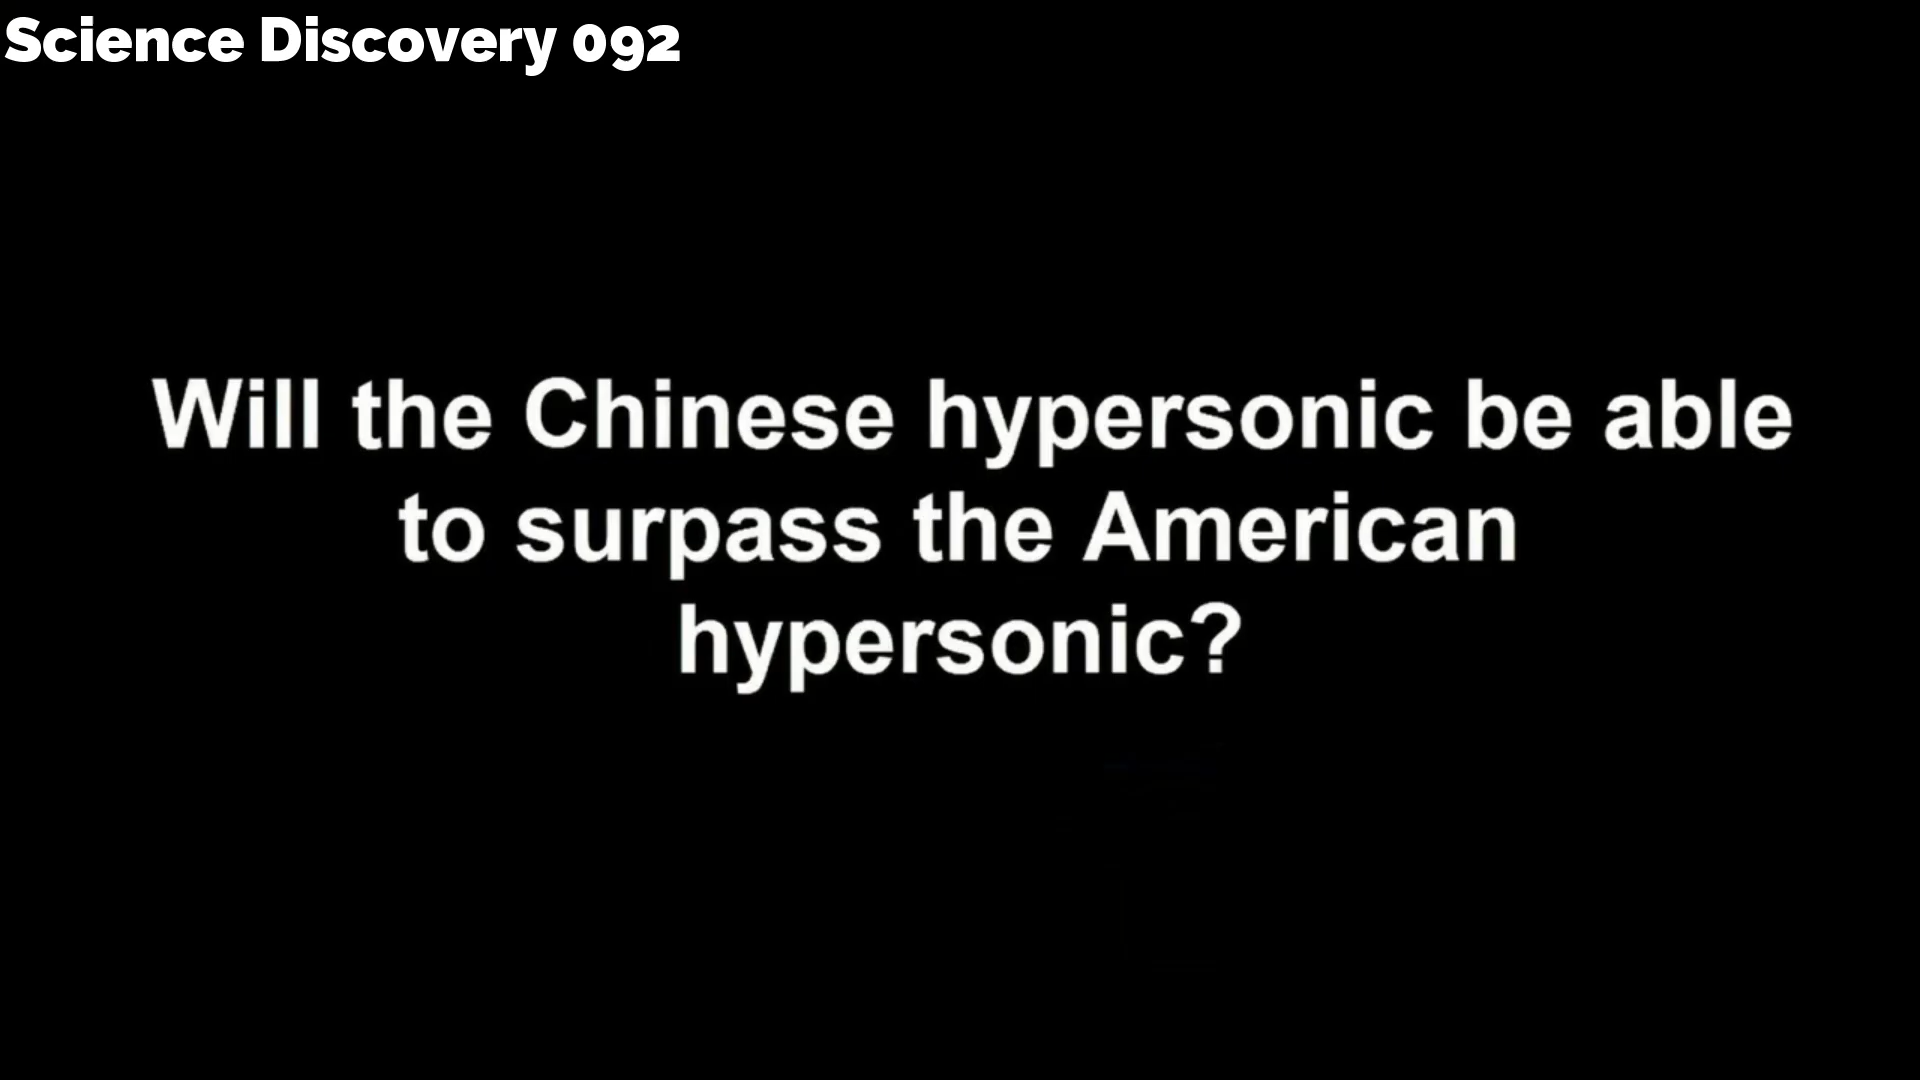 Science Discovery 092
Will the Chinese hypersonic be able
to surpass the American
hypersonic?